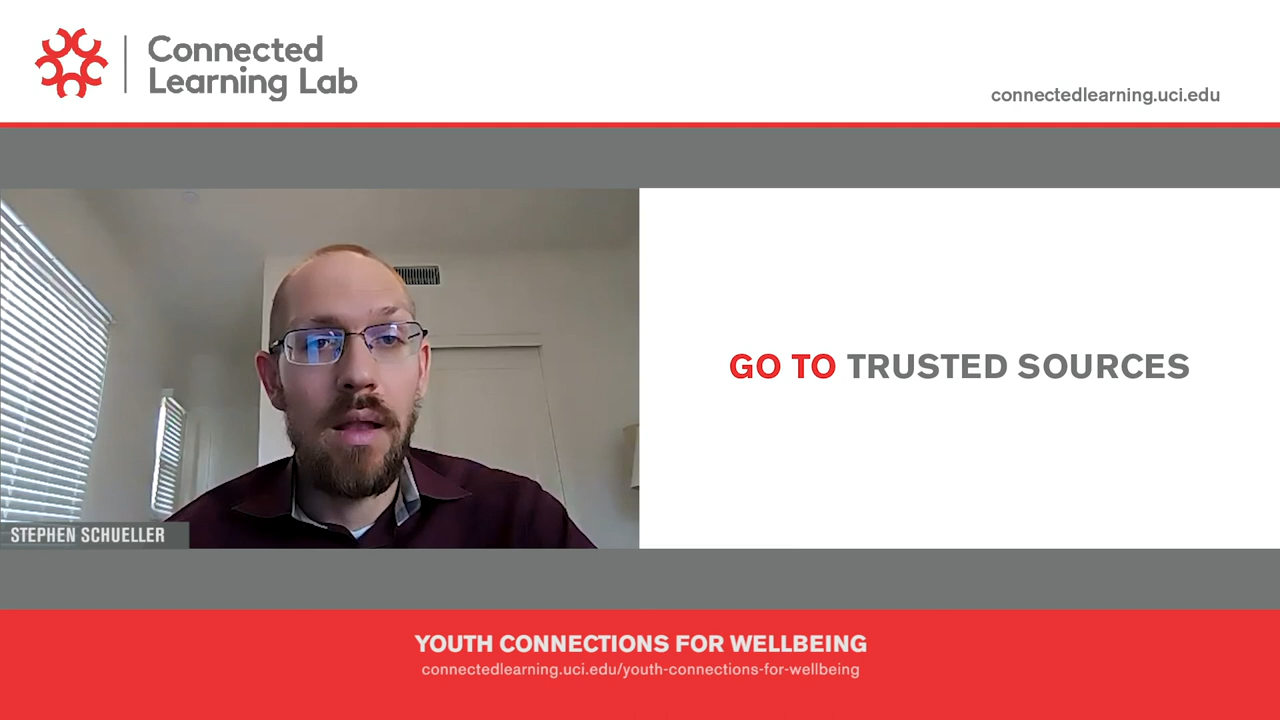 Connected
Learning Lab
connectedlearning.uci.edu
GO TO TRUSTED SOURCES
STEPHEN SCHUELLER
YOUTH CONNECTIONS FOR WELLBEING
connectedlearning.uci.edu/youth-connections-for-wellbeing